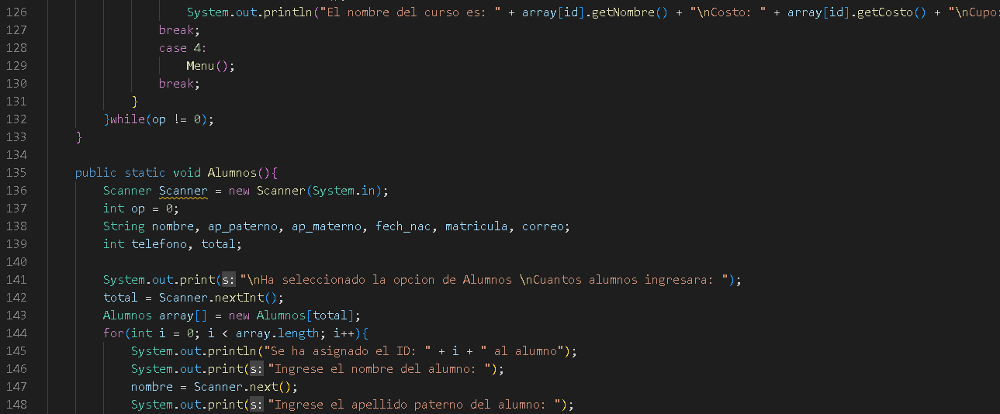 126 System.out.println("El nombre del curso es: " + array[id].getNombre() + "\nCosto: " + array[id].getCosto() + "\nCupo:
127 break;
128 case 4:
129 Menu();
130 break;
131 }
132 }while(op != 0);
133 }
134
135 public static void Alumnos(){
136 Scanner Scanner = new Scanner(System.in);
137 int op = 0;
138 String nombre, ap_paterno, ap_materno, fech_nac, matricula, correo;
139 int telefono, total;
140
141 System.out.print(s: "\nHa seleccionado la opcion de Alumnos \nCuantos alumnos ingresara: ");
142 total = Scanner.nextInt();
143 Alumnos array[] = new Alumnos[total];
144 for(int i = 0; i < array.length; i++){
145 System.out.println("Se ha asignado el ID: " + i + " al alumno");
146 System.out.print(s: "Ingrese el nombre del alumno: ");
147 nombre = Scanner.next();
148 System.out.print(s: "Ingrese el apellido paterno del alumno: ");